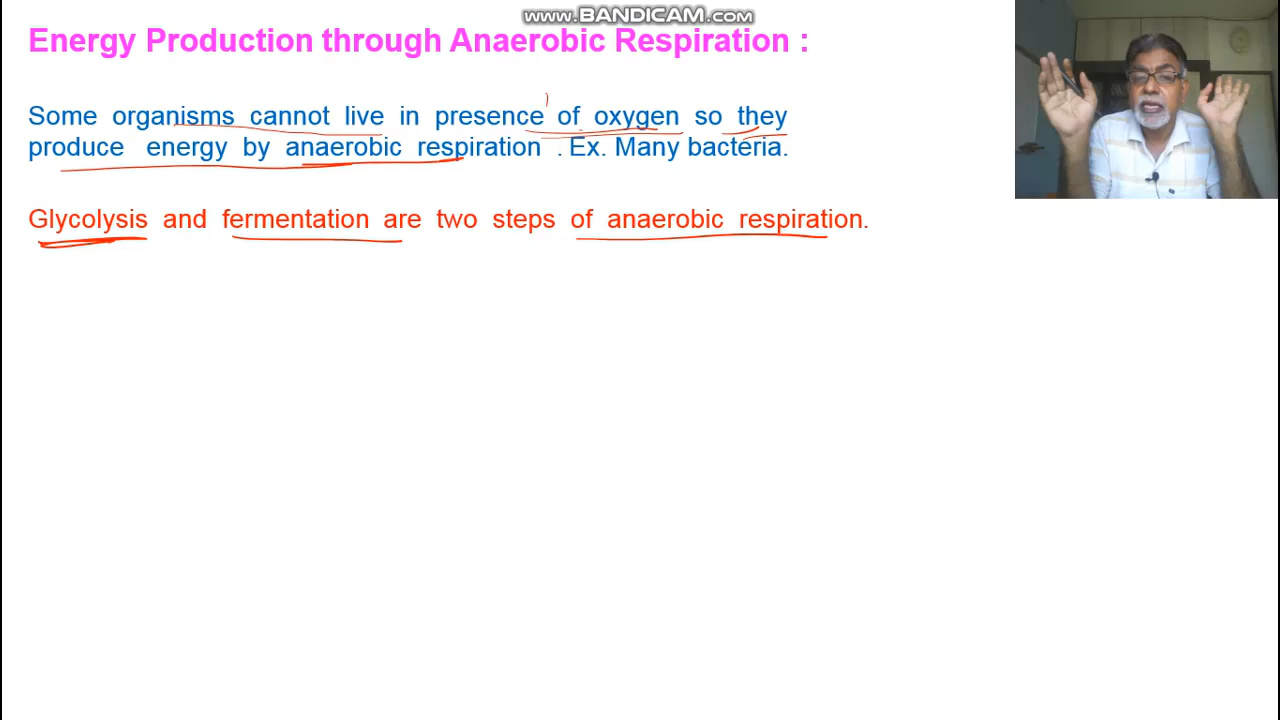 www.BANDICAM.com
Energy Production through Anaerobic Respiration :
Some organisms cannot live in presence of oxygen so they
produce energy by anaerobic respiration . Ex. Many bacteria.
Glycolysis and fermentation are two steps of anaerobic respiration.